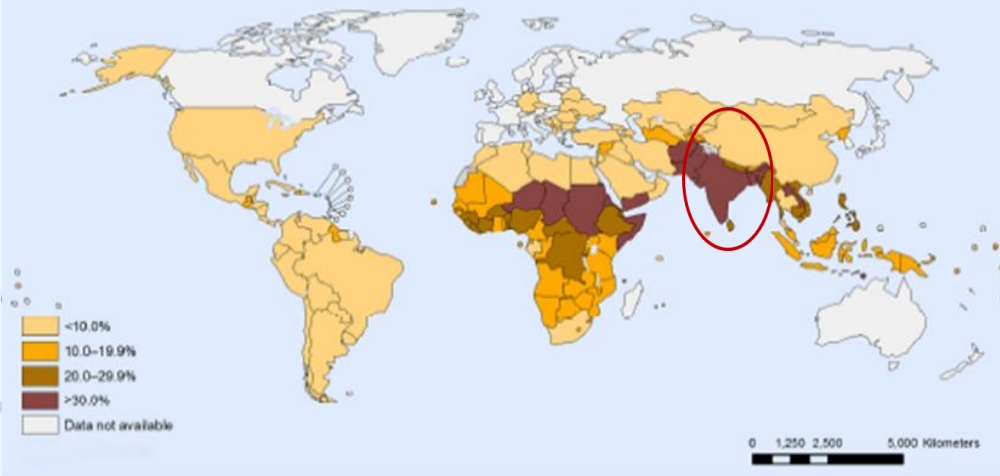 <10.0%
10.0–19.9%
20.0–29.9%
>30.0%
Data not available
0 1,250 2,500 5,000 Kilometers